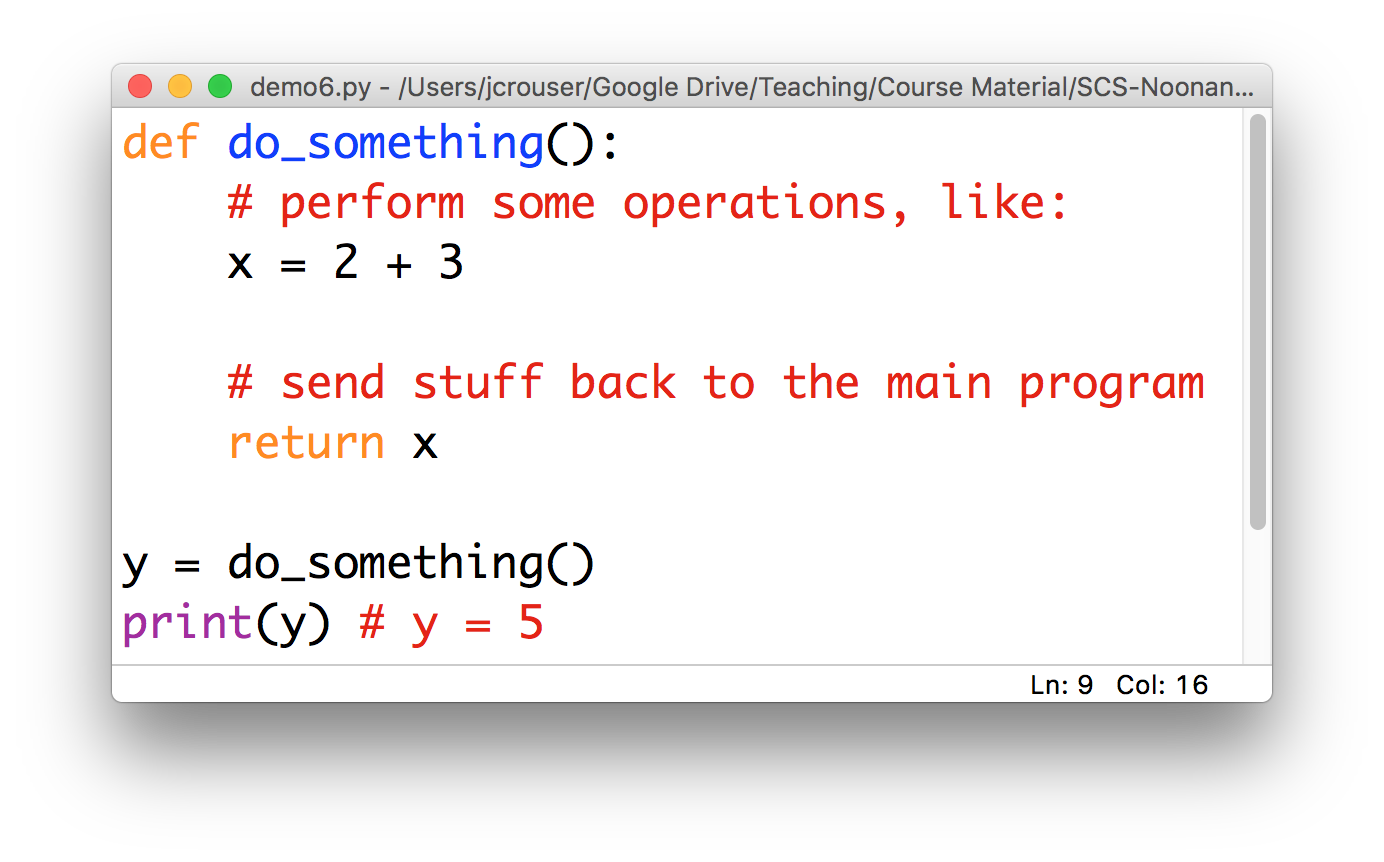 demo6.py - /Users/jcrouser/Google Drive/Teaching/Course Material/SCS-Noonan...
def do_something():
    # perform some operations, like:
    x = 2 + 3

    # send stuff back to the main program
    return x

y = do_something()
print(y) # y = 5
Ln: 9 Col: 16